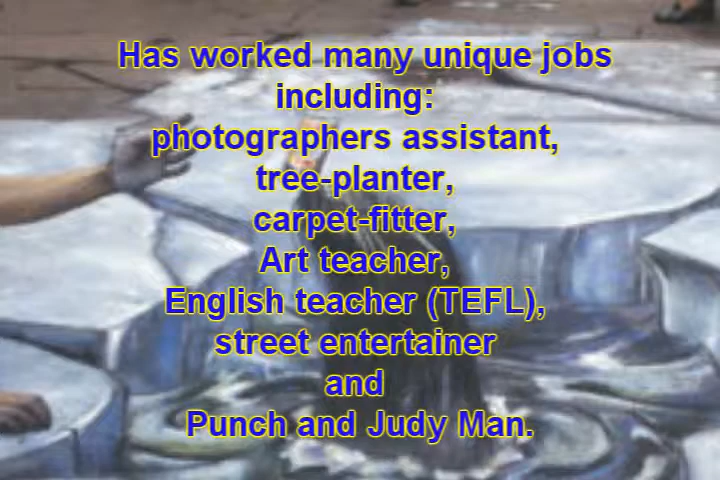 Has worked many unique jobs
including:
photographers assistant,
tree-planter,
carpet-fitter,
Art teacher,
English teacher (TEFL),
street entertainer
and
Punch and Judy Man.